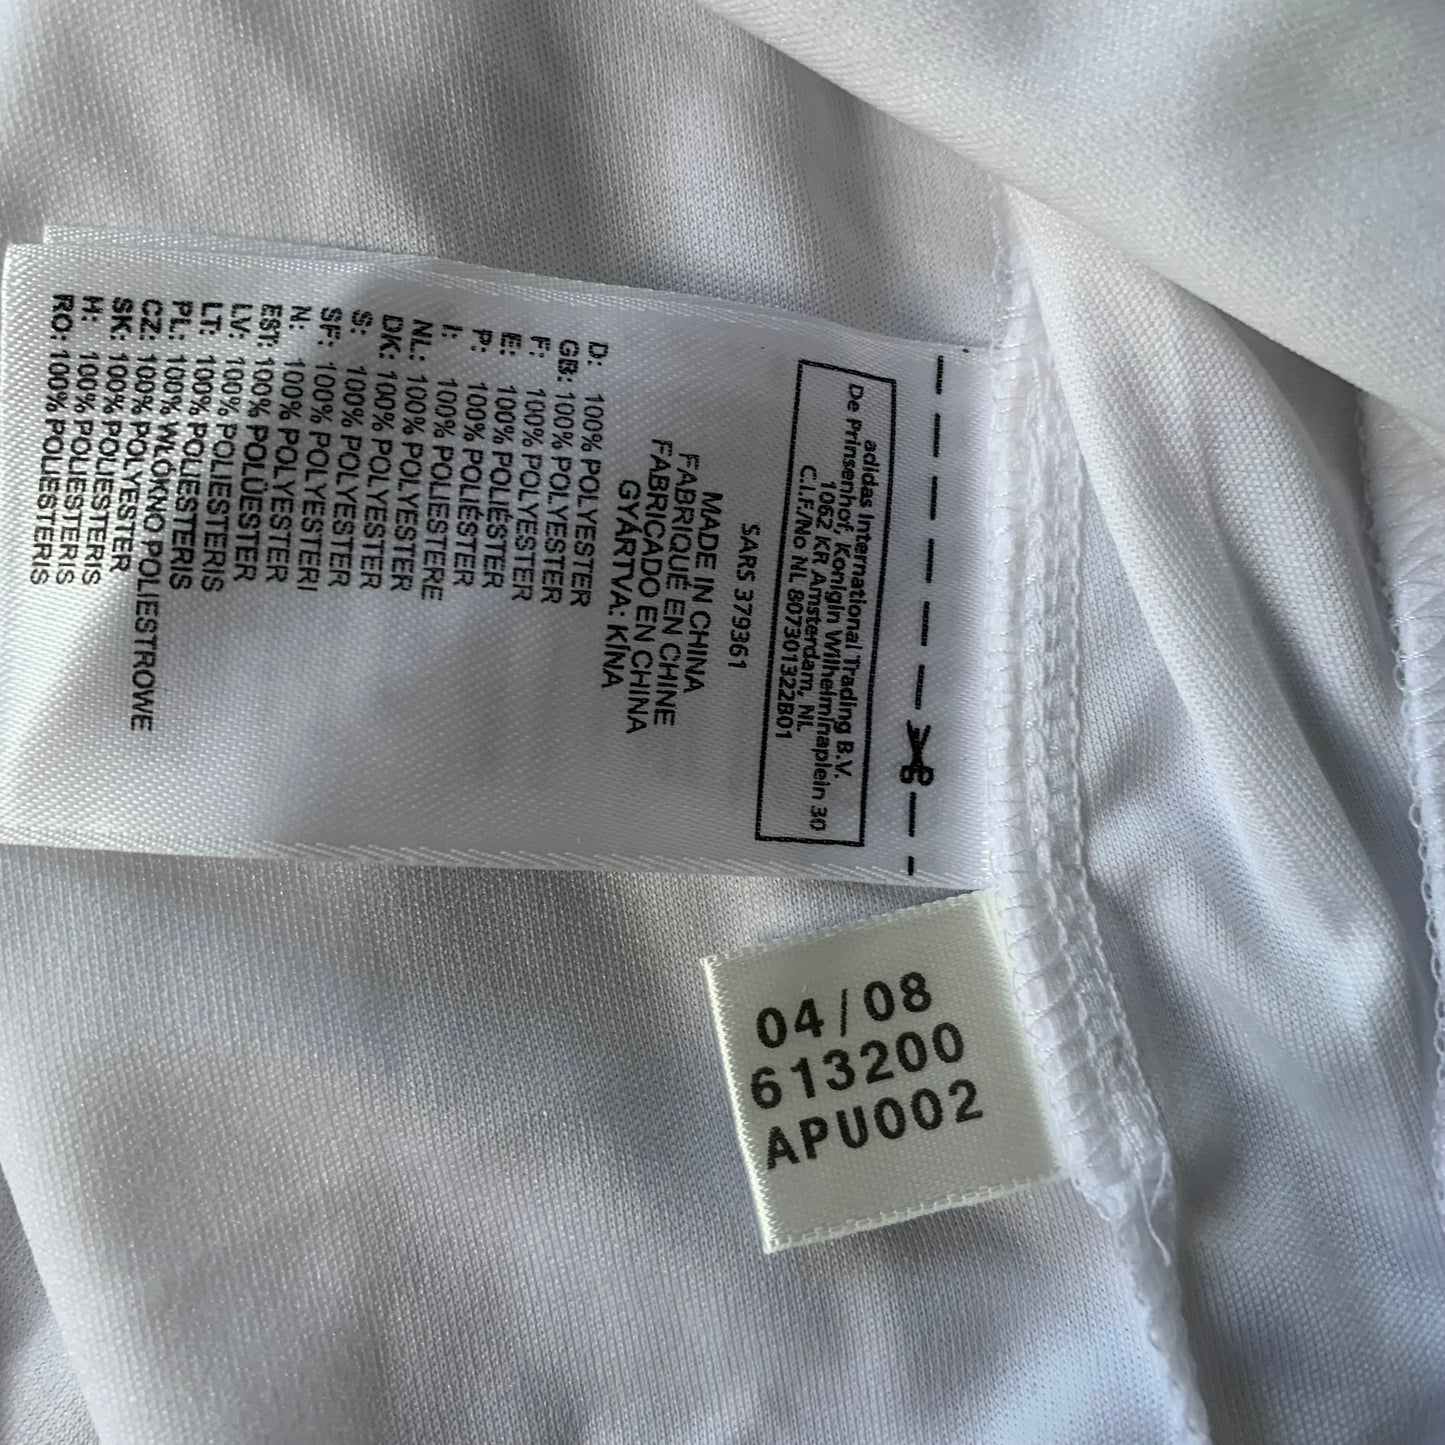 adidas International Trading B.V.
De Prinsenhof, Konigin Wilhelminaplein 30
1062 KR Amsterdam, NL
C.I.F./No NL 807301322B01
SARS 379361
MADE IN CHINA
FABRIQUÉ EN CHINE
FABRICADO EN CHINA
GYÁRTVA: KÍNA
D: 100% POLYESTER
GB: 100% POLYESTER
F: 100% POLYESTER
E: 100% POLIÉSTER
P: 100% POLIÉSTER
I: 100% POLIESTERE
NL: 100% POLYESTER
DK: 100% POLYESTER
S: 100% POLYESTER
SF: 100% POLYESTERI
N: 100% POLYESTER
EST: 100% POLÜESTER
LV: 100% POLIESTERIS
LT: 100% POLIESTERIS
PL: 100% WŁÓKNO POLIESTROWE
CZ: 100% POLYESTER
SK: 100% POLYESTER
H: 100% POLIESTERIS
RO: 100% POLIESTERIS
04/08
613200
APU002